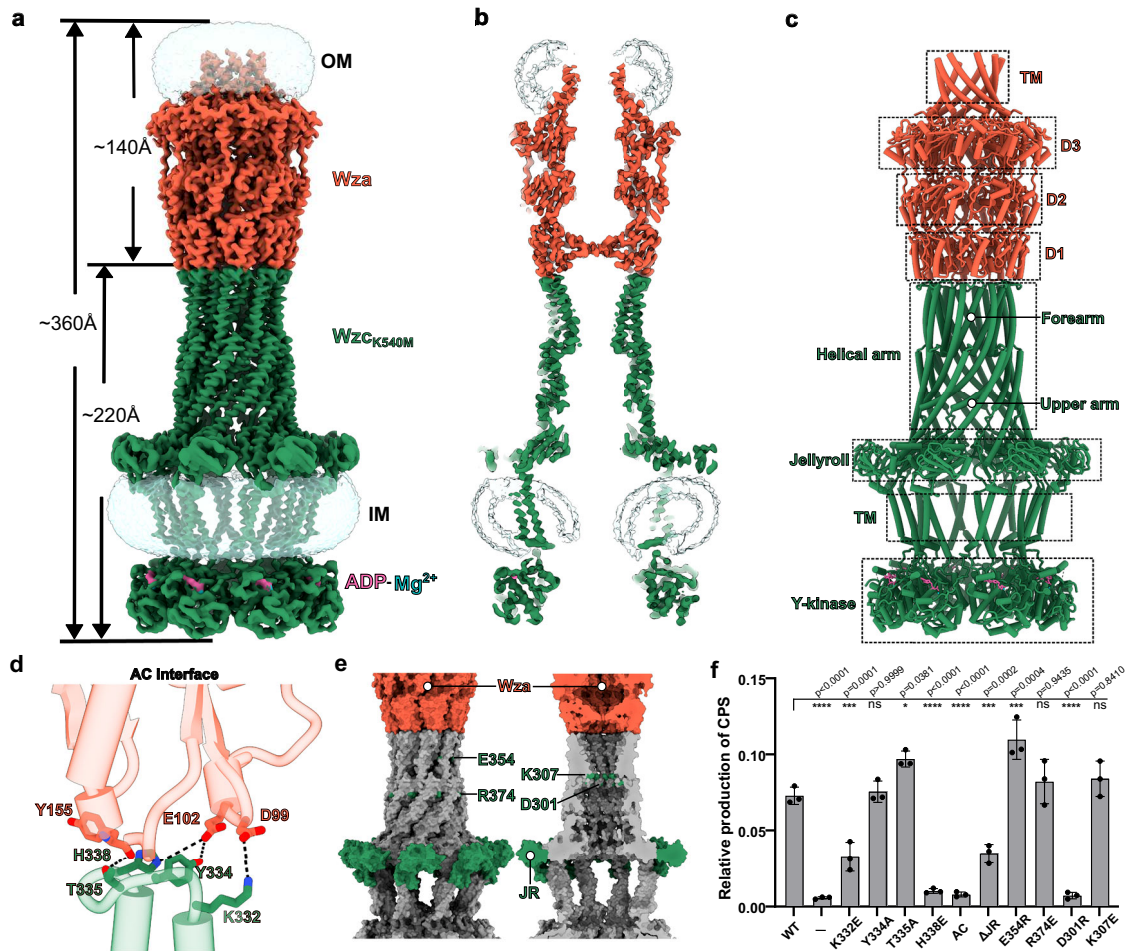 a
OM
~140Å
Wza
~360Å
WzcK540M
~220Å
IM
ADP-Mg2+
b
c
TM
D3
D2
D1
Forearm
Helical arm
Upper arm
Jellyroll
TM
Y-kinase
d
AC Interface
Y155
E102
D99
H338
Y334
T335
K332
e
Wza
E354
K307
R374
D301
JR
f
p<0.0001
p=0.0001
p>0.9999
p=0.0381
p<0.0001
p<0.0001
p=0.0002
p=0.0004
p=0.9435
p<0.0001
p=0.8410
**** *** ns * **** **** *** *** ns **** ns
Relative production of CPS
0.15
0.10
0.05
0.00
WT
—
K332E
Y334A
T335A
H338E
AC
ΔJR
E354R
R374E
D301R
K307E